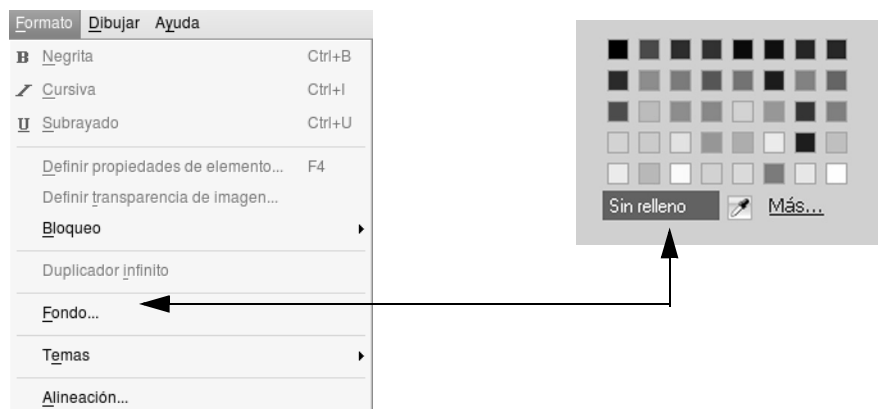 Formato Dibujar Ayuda
B Negrita Ctrl+B
I Cursiva Ctrl+I
U Subrayado Ctrl+U
Definir propiedades de elemento... F4
Definir transparencia de imagen...
Bloqueo
Duplicador infinito
Fondo...
Temas
Alineación...
Sin relleno Más...